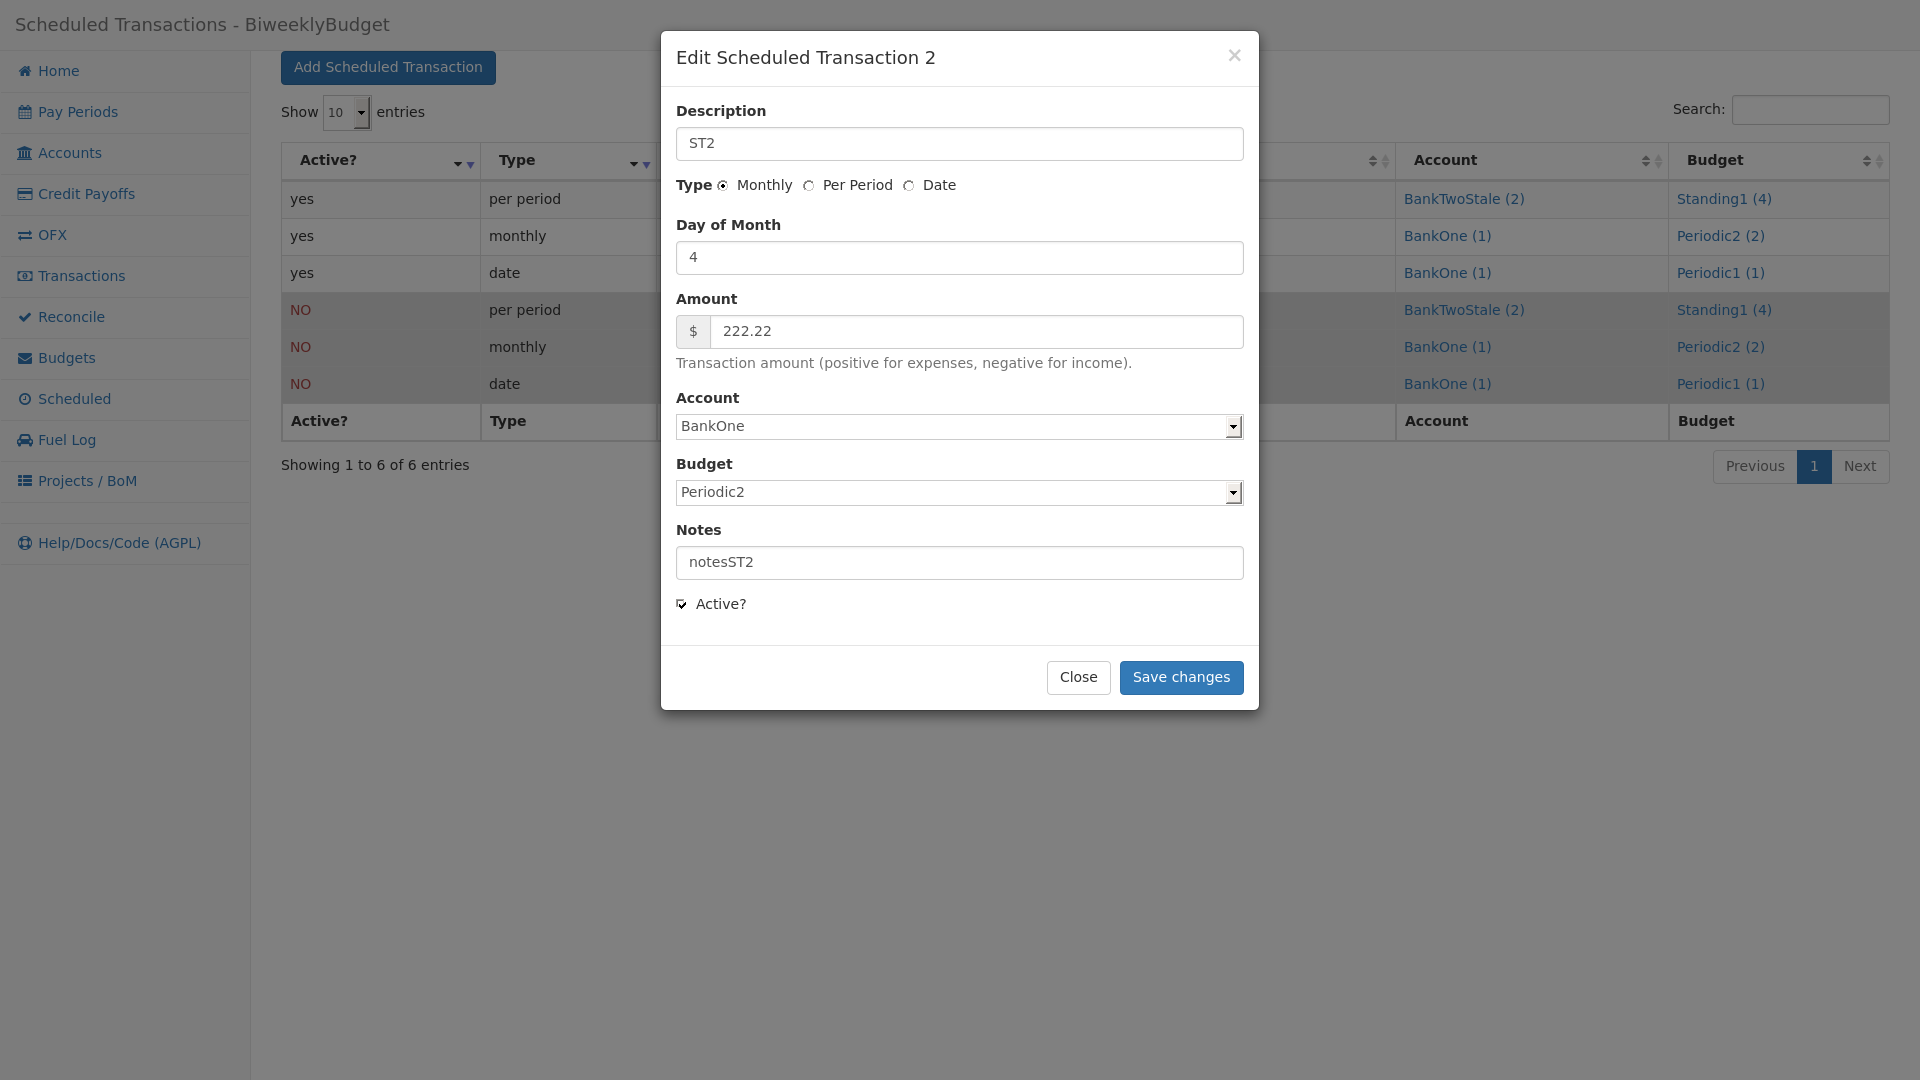 Scheduled Transactions - BiweeklyBudget
Home
Pay Periods
Accounts
Credit Payoffs
OFX
Transactions
Reconcile
Budgets
Scheduled
Fuel Log
Projects / BoM
Help/Docs/Code (AGPL)
Add Scheduled Transaction
Show 10 entries
Search:
Active? Type Account Budget
yes per period BankTwoStale (2) Standing1 (4)
yes monthly BankOne (1) Periodic2 (2)
yes date BankOne (1) Periodic1 (1)
NO per period BankTwoStale (2) Standing1 (4)
NO monthly BankOne (1) Periodic2 (2)
NO date BankOne (1) Periodic1 (1)
Active? Type Account Budget
Showing 1 to 6 of 6 entries
Previous 1 Next
Edit Scheduled Transaction 2 ×
Description
ST2
Type Monthly Per Period Date
Day of Month
4
Amount
$ 222.22
Transaction amount (positive for expenses, negative for income).
Account
BankOne
Budget
Periodic2
Notes
notesST2
Active?
Close Save changes